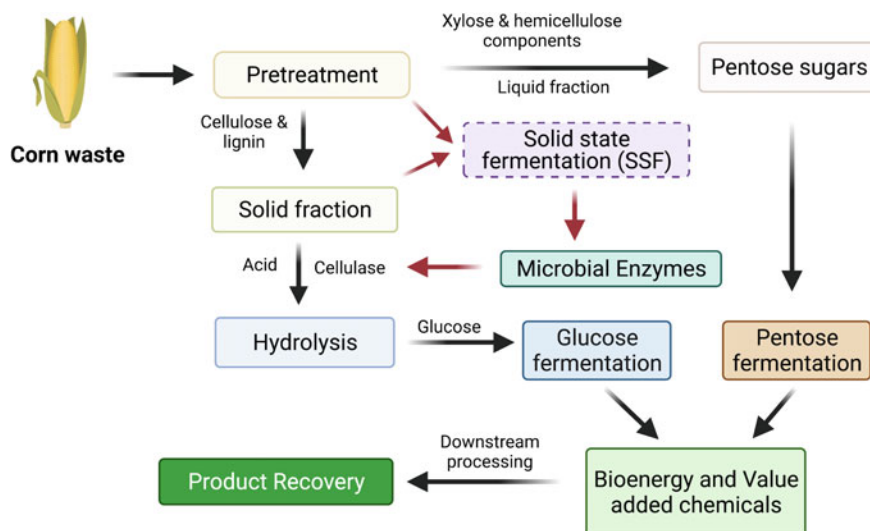 Xylose & hemicellulose
components
Pretreatment
Liquid fraction
Pentose sugars
Corn waste
Cellulose &
lignin
Solid state
fermentation (SSF)
Solid fraction
Acid
Cellulase
Microbial Enzymes
Hydrolysis
Glucose
Glucose
fermentation
Pentose
fermentation
Downstream
processing
Product Recovery
Bioenergy and Value
added chemicals